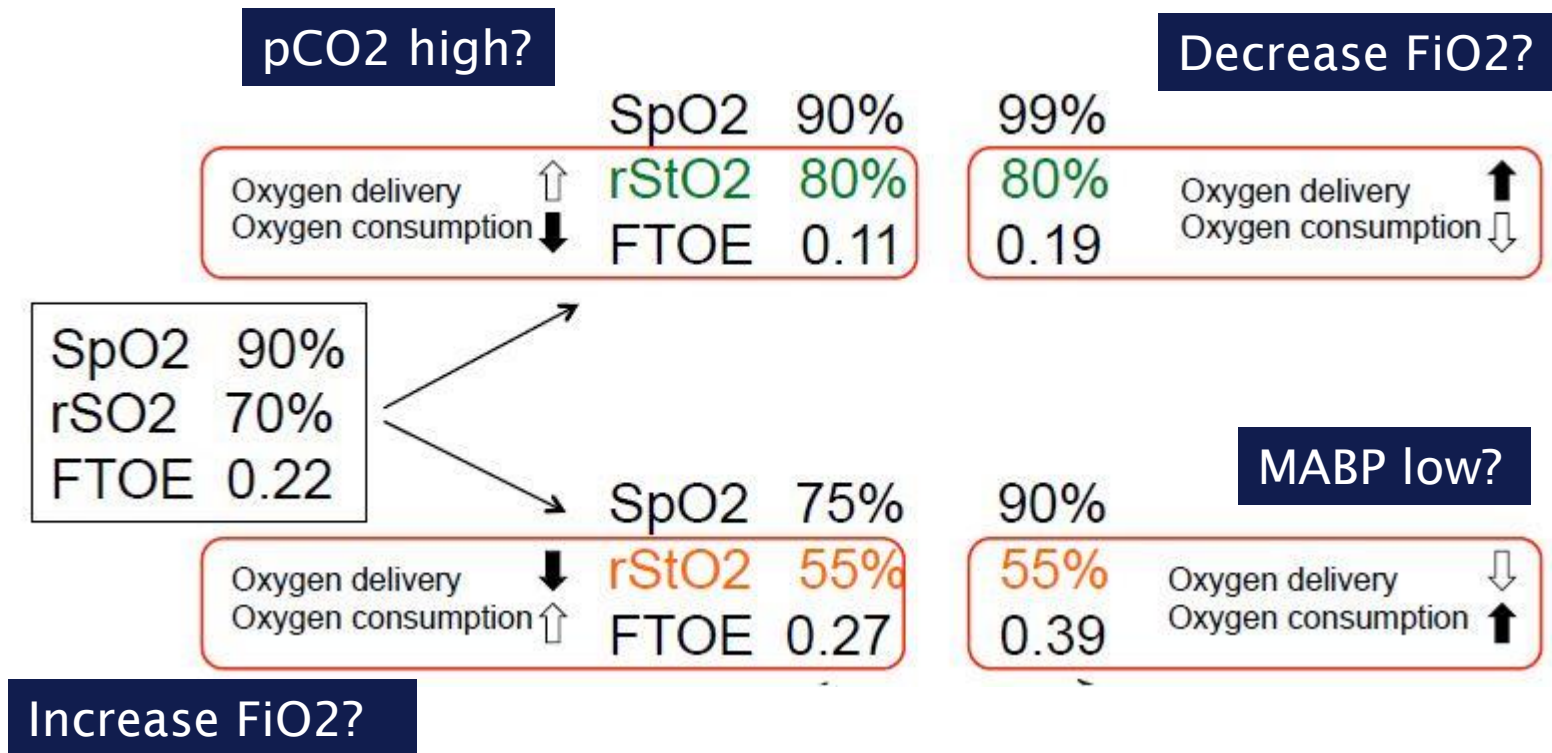 pCO2 high?
Decrease FiO2?
SpO2 90% 99%
Oxygen delivery ⇧ rStO2 80% 80% Oxygen delivery ⬆
Oxygen consumption ⬇ FTOE 0.11 0.19 Oxygen consumption ⇩
SpO2 90%
rSO2 70%
FTOE 0.22
MABP low?
SpO2 75% 90%
Oxygen delivery ⬇ rStO2 55% 55% Oxygen delivery ⇩
Oxygen consumption ⇧ FTOE 0.27 0.39 Oxygen consumption ⬆
Increase FiO2?